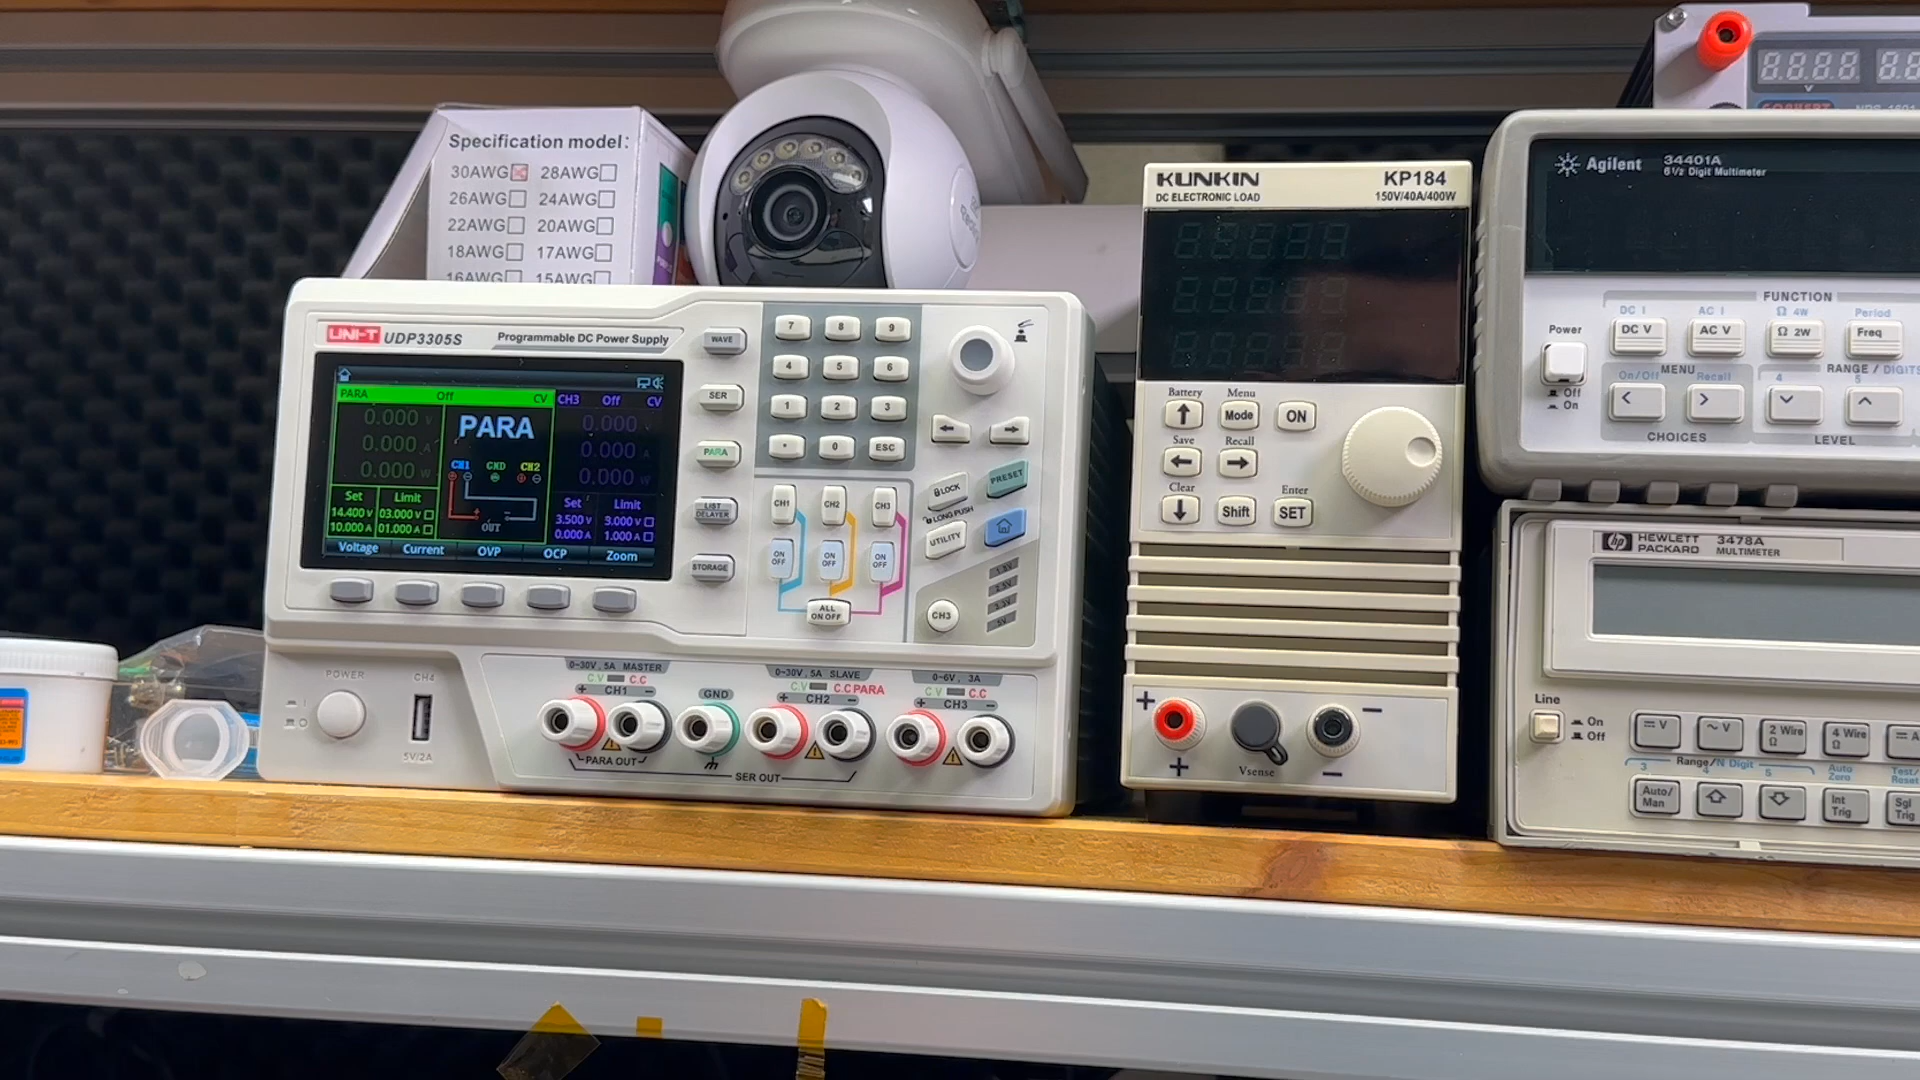 Specification model:
30AWG 28AWG
26AWG 24AWG
22AWG 20AWG
18AWG 17AWG
16AWG 15AWG
UNI-T UDP3305S Programmable DC Power Supply
PARA Off CV CH3 Off CV
0.000 V 0.000 V
0.000 A 0.000 A
0.000 W 0.000 W
PARA
CH1 GND CH2
OUT
Set Limit
14.400 V 03.000 V
10.000 A 01.000 A
Set Limit
3.500 V 9.000 V
0.000 A 1.000 A
Voltage Current OVP OCP Zoom
WAVE
SER
PARA
LIST
DELAYER
STORAGE
7 8 9
4 5 6
1 2 3
0 ESC
CH1 CH2 CH3
ON
OFF
ON
OFF
ON
OFF
ALL
ON OFF
LOCK
PRESET
LONG PUSH
UTILITY
CH3
5V
POWER
I
O
CH4
5V/2A
0~30V, 5A MASTER
C.V C.C
+ CH1 −
GND
0~30V, 5A SLAVE
C.V C.C PARA
+ CH2 −
0~6V, 3A
C.V C.C
+ CH3 −
PARA OUT
SER OUT
KUNKIN KP184
DC ELECTRONIC LOAD 150V/40A/400W
Battery Menu
Mode ON
Save Recall
Clear Enter
Shift SET
+ −
+ Vsense −
GOPHERT
Agilent 34401A
6½ Digit Multimeter
FUNCTION
DC I AC I Ω 4W Period
Power DC V AC V Ω 2W Freq
On/Off MENU Recall 4 RANGE / DIGITS 5
Off
On
< >
CHOICES LEVEL
hp HEWLETT
PACKARD
3478A
MULTIMETER
Line
On
Off
⎓ V ~ V 2 Wire
Ω
4 Wire
Ω
⎓ A
Range/N Digit
3 4 5 Auto
Zero
Test/
Reset
Auto/
Man
Int
Trig
Sgl
Trig